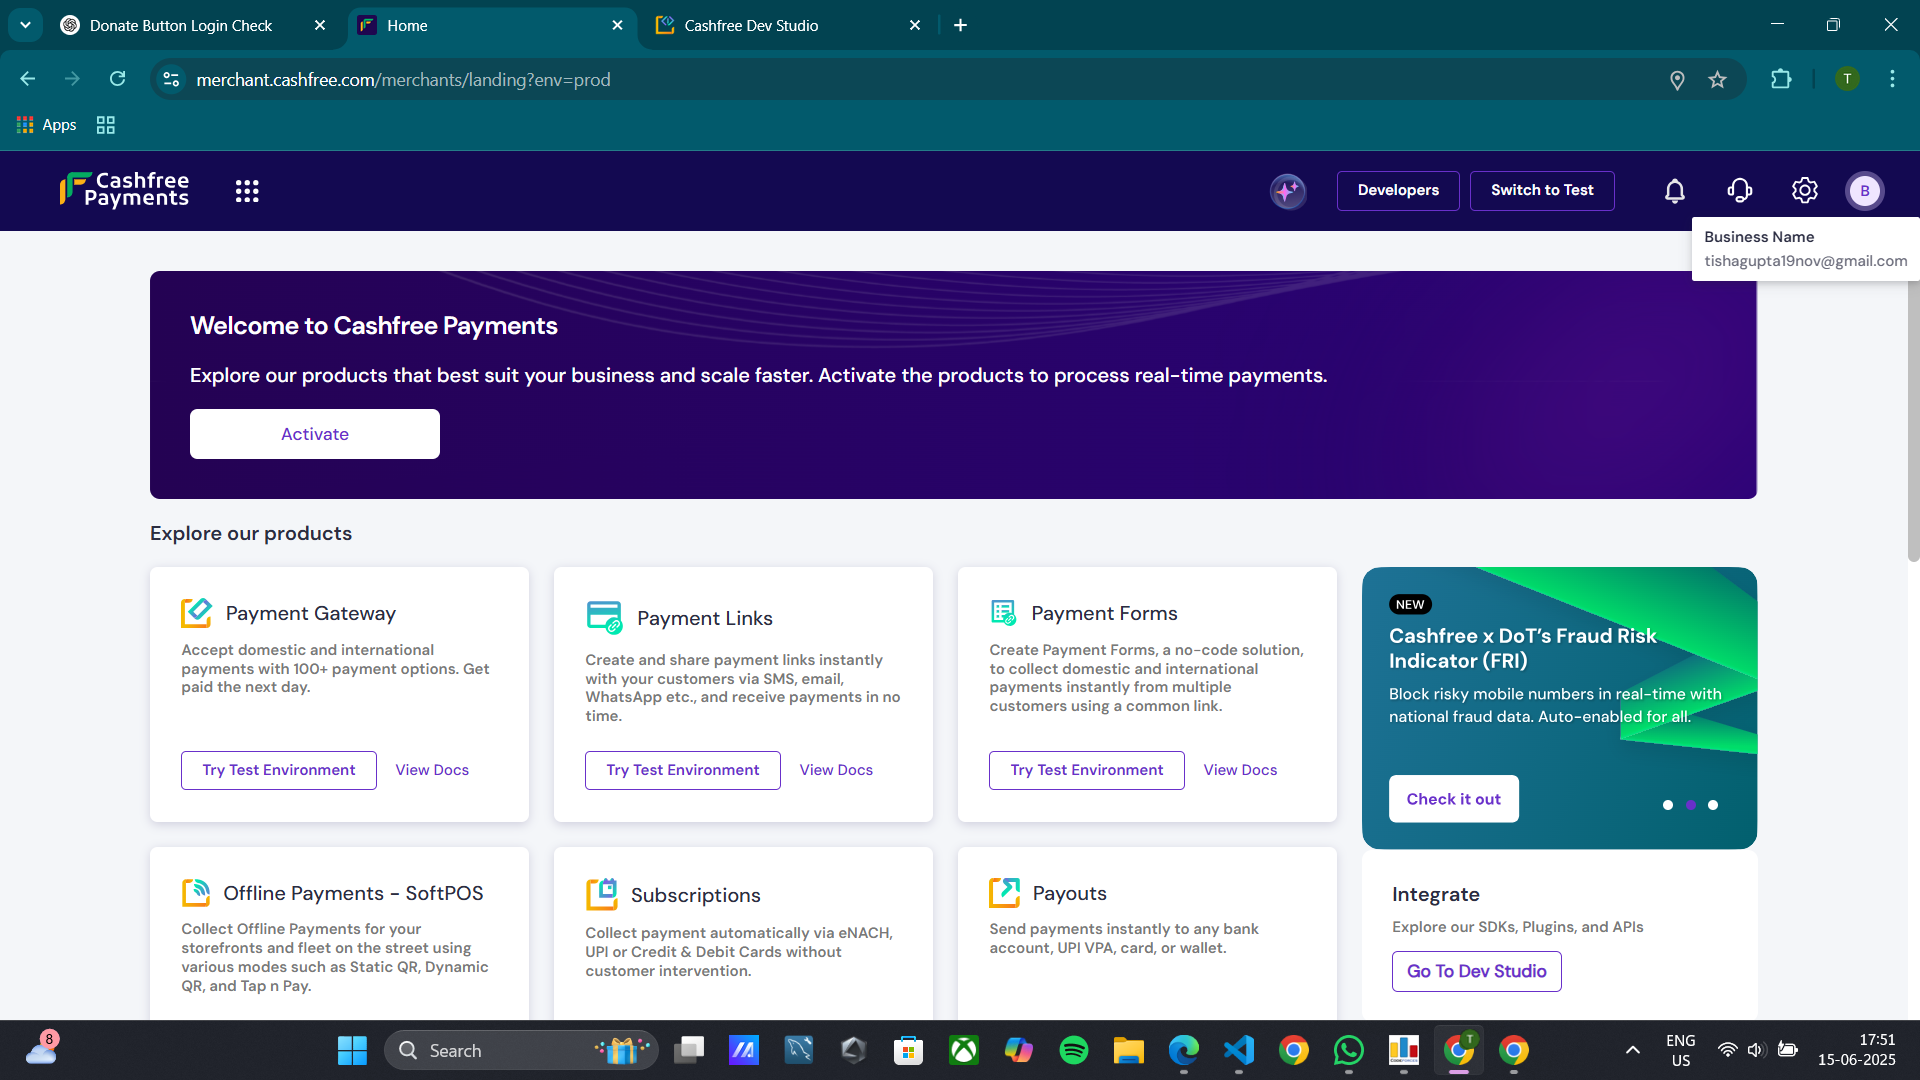 Donate Button Login Check
Home
Cashfree Dev Studio
merchant.cashfree.com/merchants/landing?env=prod
T
Apps
Cashfree
Payments
Developers
Switch to Test
B
Business Name
tishagupta19nov@gmail.com
Welcome to Cashfree Payments
Explore our products that best suit your business and scale faster. Activate the products to process real-time payments.
Activate
Explore our products
Payment Gateway
Accept domestic and international
payments with 100+ payment options. Get
paid the next day.
Try Test Environment
View Docs
Payment Links
Create and share payment links instantly
with your customers via SMS, email,
WhatsApp etc., and receive payments in no
time.
Try Test Environment
View Docs
Payment Forms
Create Payment Forms, a no-code solution,
to collect domestic and international
payments instantly from multiple
customers using a common link.
Try Test Environment
View Docs
NEW
Cashfree x DoT’s Fraud Risk
Indicator (FRI)
Block risky mobile numbers in real-time with
national fraud data. Auto-enabled for all.
Check it out
Offline Payments - SoftPOS
Collect Offline Payments for your
storefronts and fleet on the street using
various modes such as Static QR, Dynamic
QR, and Tap n Pay.
Subscriptions
Collect payment automatically via eNACH,
UPI or Credit & Debit Cards without
customer intervention.
Payouts
Send payments instantly to any bank
account, UPI VPA, card, or wallet.
Integrate
Explore our SDKs, Plugins, and APIs
Go To Dev Studio
8
Search
T
ENG
US
17:51
15-06-2025